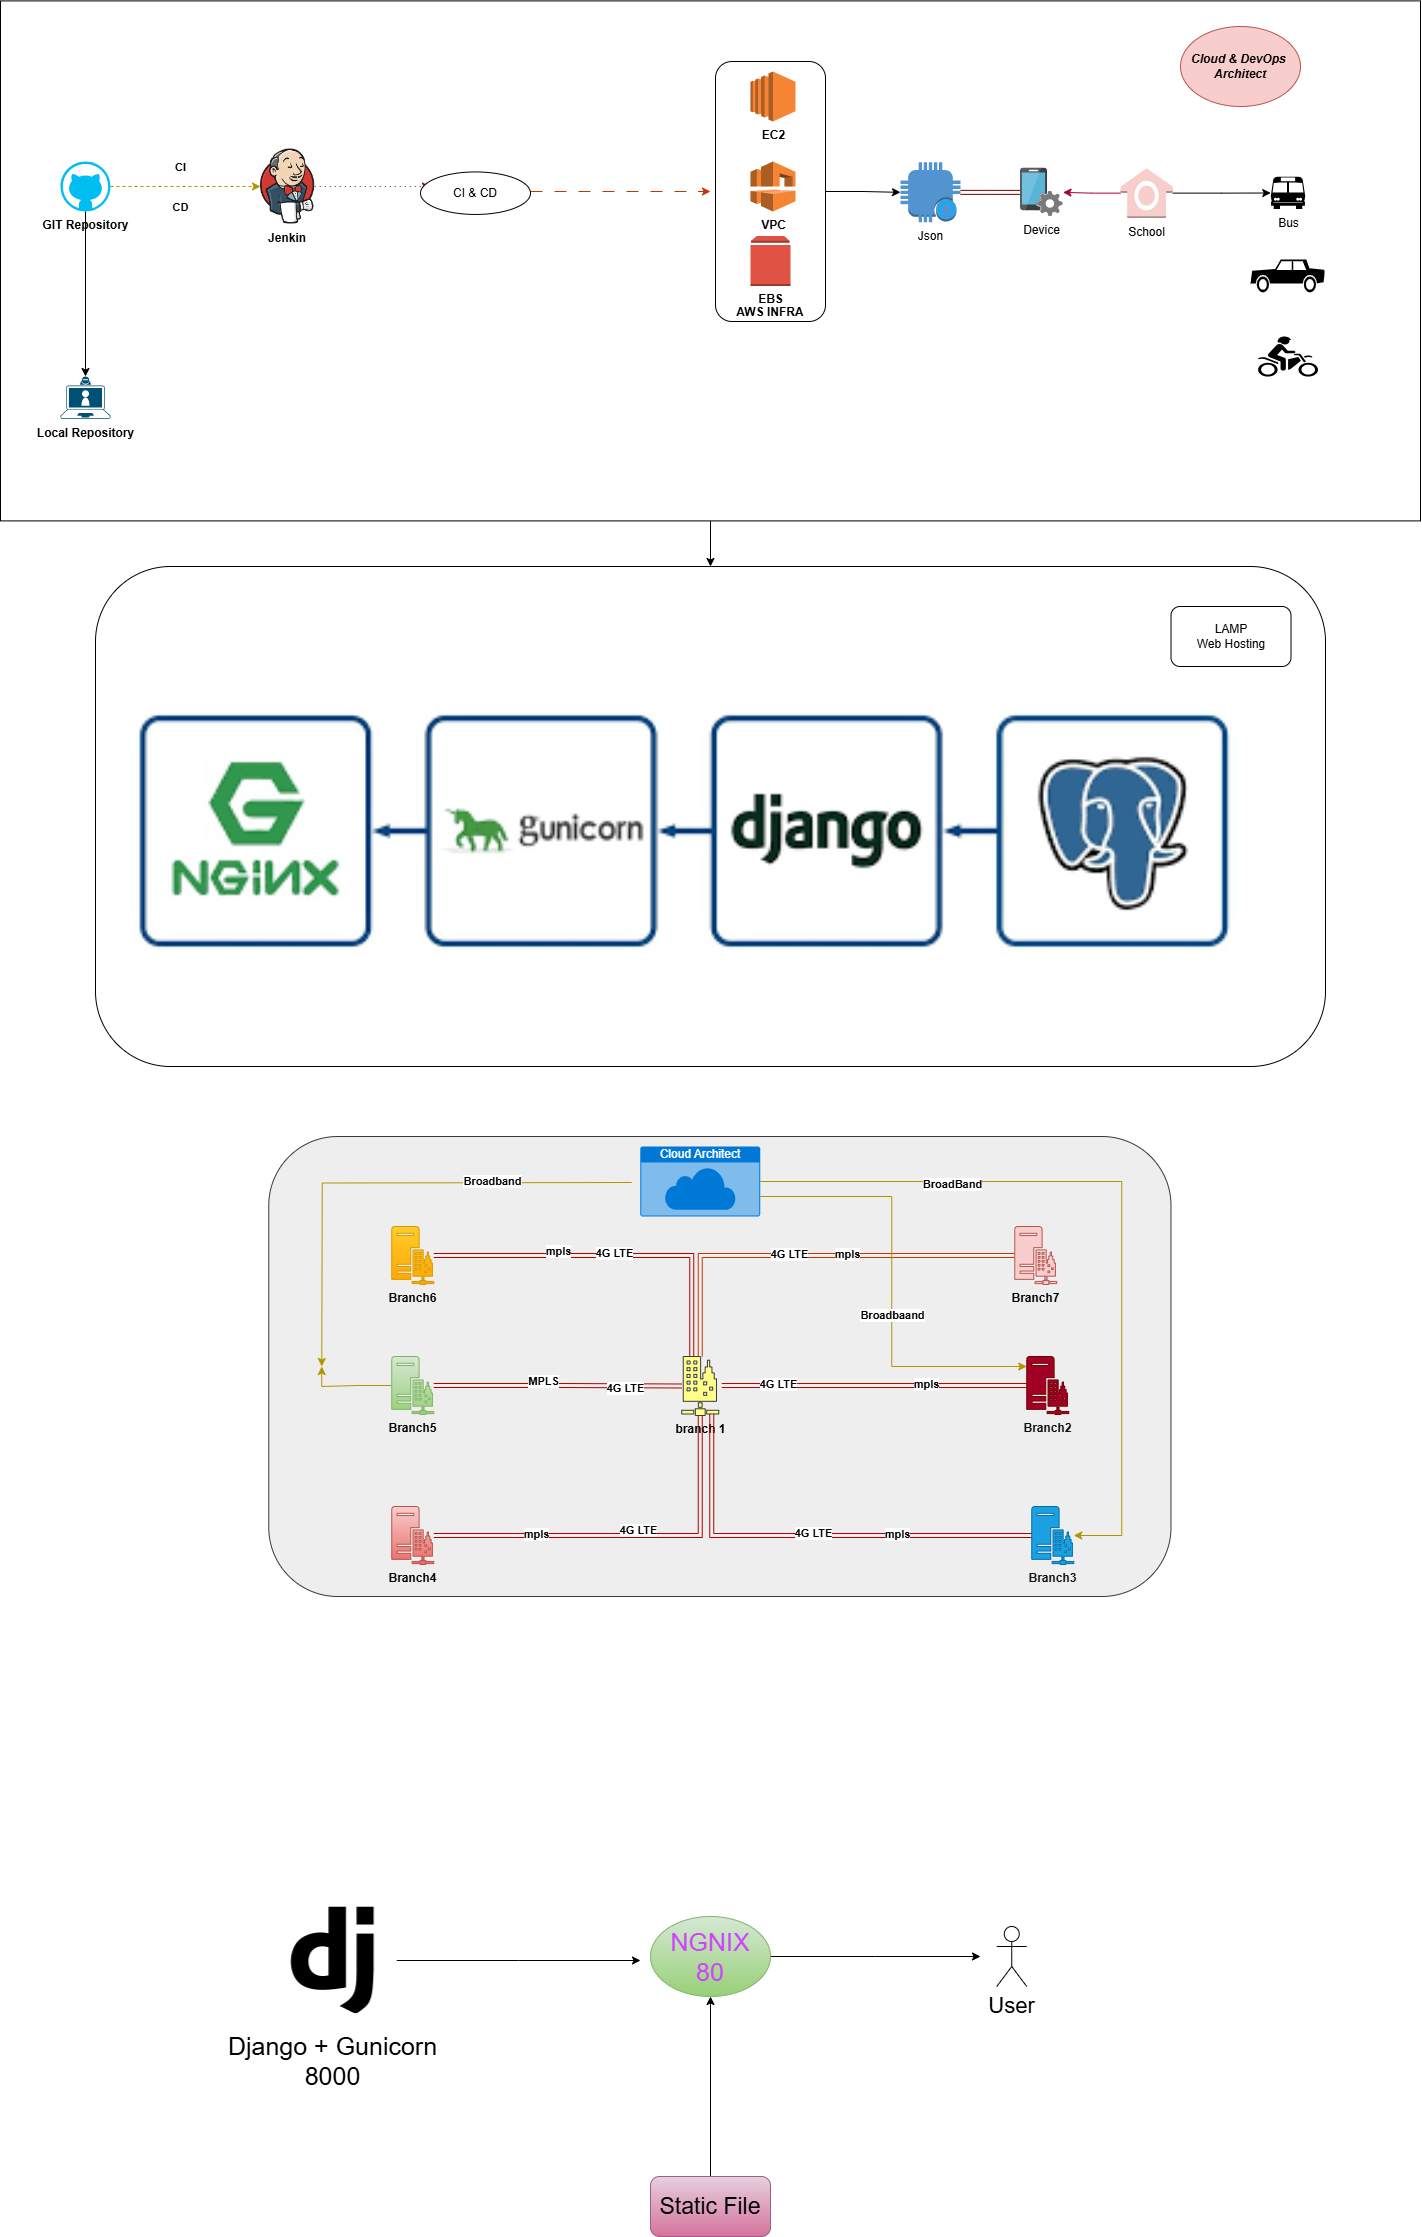 Cloud & DevOps
Architect
EC2
CI
CD
CI & CD
GIT Repository
Jenkin
VPC
Json
Device
School
Bus
EBS
AWS INFRA
Local Repository
LAMP
Web Hosting
NGiNX
gunicorn
django
Cloud Architect
Broadband
BroadBand
mpls
4G LTE
4G LTE
mpls
Branch6
Branch7
Broadbaand
MPLS
4G LTE
4G LTE
mpls
Branch5
branch 1
Branch2
mpls
4G LTE
4G LTE
mpls
Branch4
Branch3
dj
NGNIX
80
User
Django + Gunicorn
8000
Static File